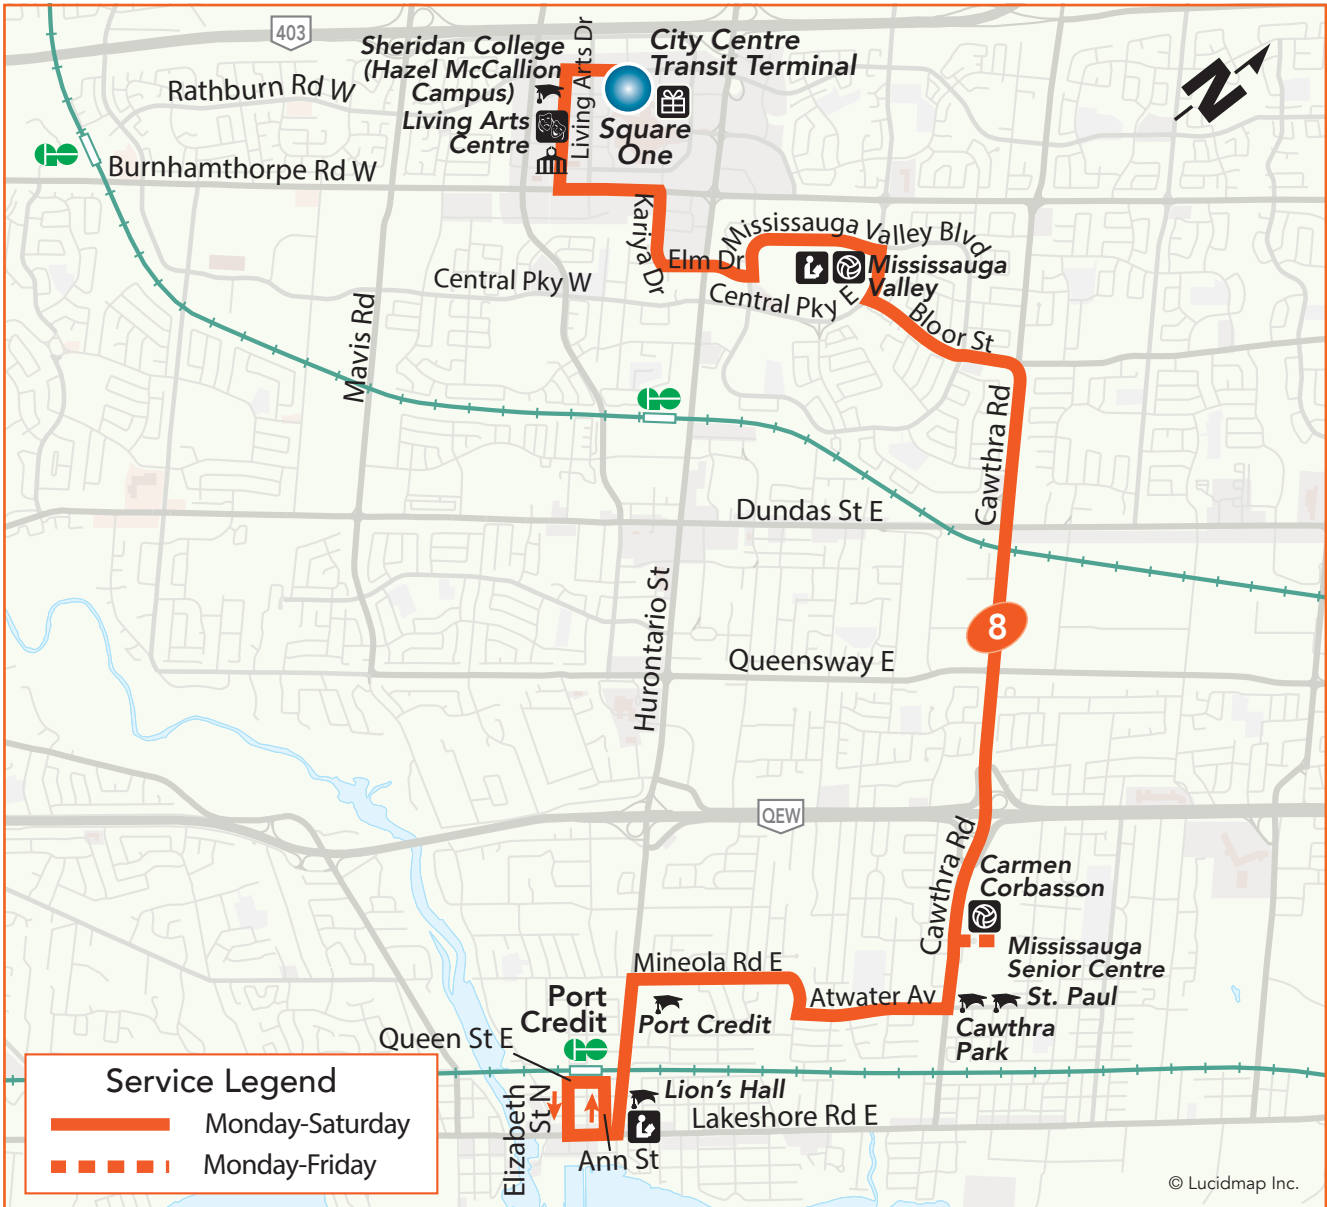 403
Sheridan College
(Hazel McCallion
Campus)
Living Arts Dr
City Centre
Transit Terminal
N
Rathburn Rd W
Living Arts
Centre
Square
One
Burnhamthorpe Rd W
Kariya Dr
Mississauga Valley Blvd
Elm Dr
Mississauga
Valley
Central Pky W
Central Pky E
Bloor St
Mavis Rd
Cawthra Rd
Dundas St E
Hurontario St
8
Queensway E
QEW
Cawthra Rd
Carmen
Corbasson
Mississauga
Senior Centre
Mineola Rd E
Atwater Av
St. Paul
Cawthra
Park
Port
Credit
Port Credit
Queen St E
Lion's Hall
Lakeshore Rd E
Elizabeth
St N
Ann St
Service Legend
Monday-Saturday
Monday-Friday
© Lucidmap Inc.